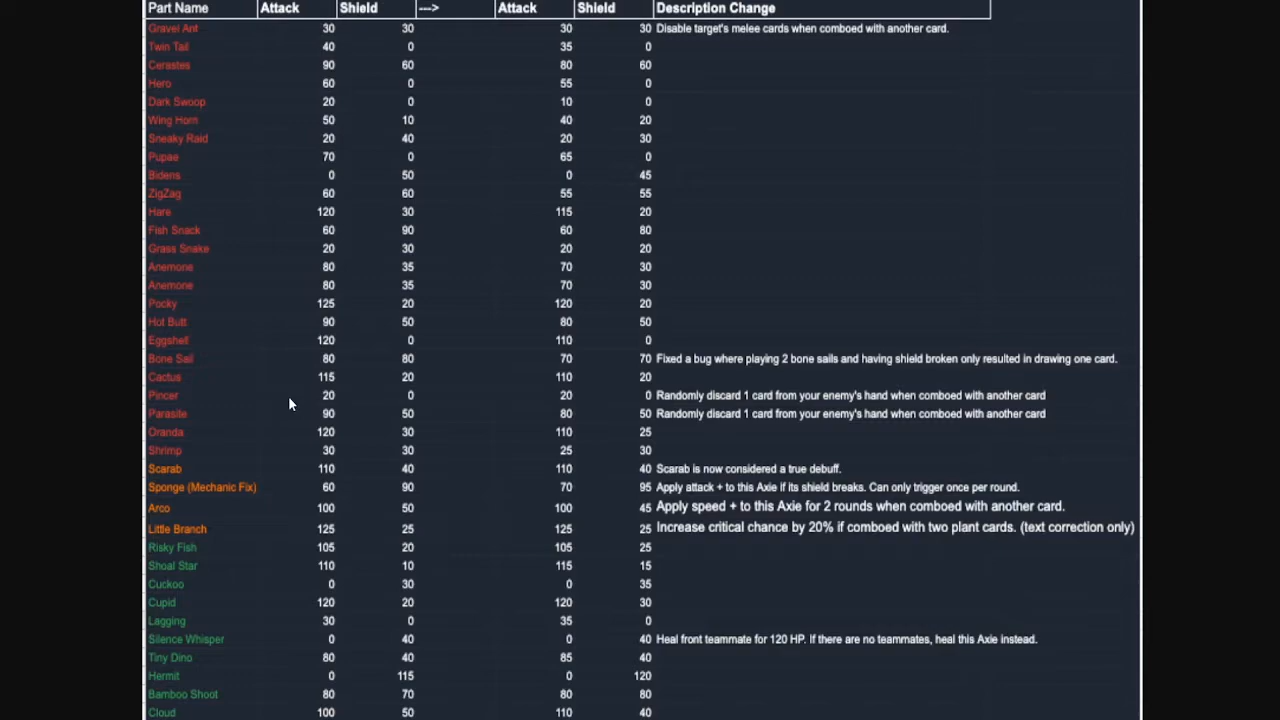 Part Name Attack Shield ---> Attack Shield Description Change
Gravel Ant 30 30 30 30 Disable target's melee cards when comboed with another card.
Twin Tail 40 0 35 0
Cerastes 90 60 80 60
Hero 60 0 55 0
Dark Swoop 20 0 10 0
Wing Horn 50 10 40 20
Sneaky Raid 20 40 20 30
Pupae 70 0 65 0
Bidens 0 50 0 45
ZigZag 60 60 55 55
Hare 120 30 115 20
Fish Snack 60 90 60 80
Grass Snake 20 30 20 20
Anemone 80 35 70 30
Anemone 80 35 70 30
Pocky 125 20 120 20
Hot Butt 90 50 80 50
Eggshell 120 0 110 0
Bone Sail 80 80 70 70 Fixed a bug where playing 2 bone sails and having shield broken only resulted in drawing one card.
Cactus 115 20 110 20
Pincer 20 0 20 0 Randomly discard 1 card from your enemy's hand when comboed with another card
Parasite 90 50 80 50 Randomly discard 1 card from your enemy's hand when comboed with another card
Oranda 120 30 110 25
Shrimp 30 30 25 30
Scarab 110 40 110 40 Scarab is now considered a true debuff.
Sponge (Mechanic Fix) 60 90 70 95 Apply attack + to this Axie if its shield breaks. Can only trigger once per round.
Arco 100 50 100 45 Apply speed + to this Axie for 2 rounds when comboed with another card.
Little Branch 125 25 125 25 Increase critical chance by 20% if comboed with two plant cards. (text correction only)
Risky Fish 105 20 105 25
Shoal Star 110 10 115 15
Cuckoo 0 30 0 35
Cupid 120 20 120 30
Lagging 30 0 35 0
Silence Whisper 0 40 0 40 Heal front teammate for 120 HP. If there are no teammates, heal this Axie instead.
Tiny Dino 80 40 85 40
Hermit 0 115 0 120
Bamboo Shoot 80 70 80 80
Cloud 100 50 110 40